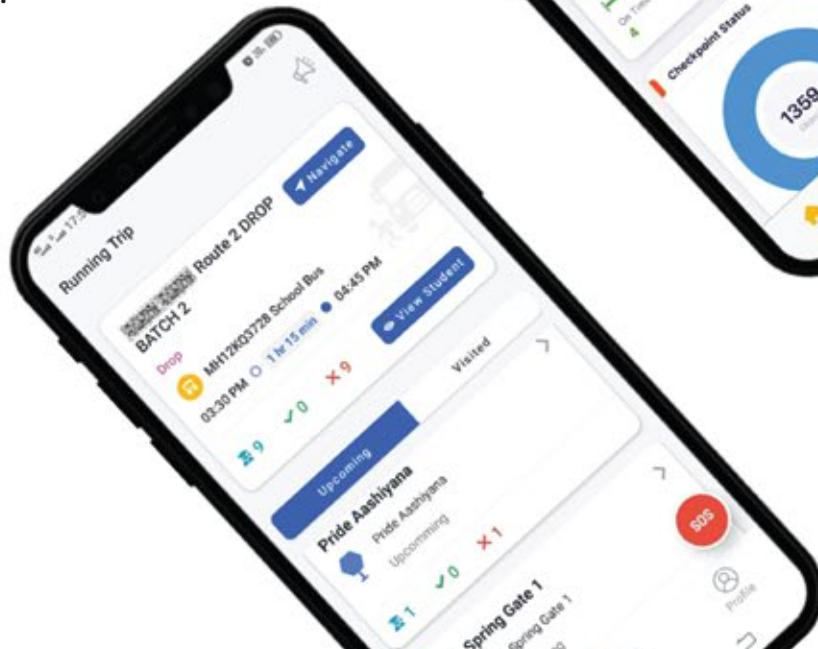 Running Trip
Route 2 DROP
BATCH 2
Navigate
Drop
MH12KQ3728 School Bus
03:30 PM 1 hr 15 min 04:45 PM
9 0 9
View Student
Upcoming Visited
Pride Aashiyana
Pride Aashiyana
Upcomming
1 0 1
Spring Gate 1
Spring Gate 1
SOS
Profile
On Time
4
Checkpoint Status
1359